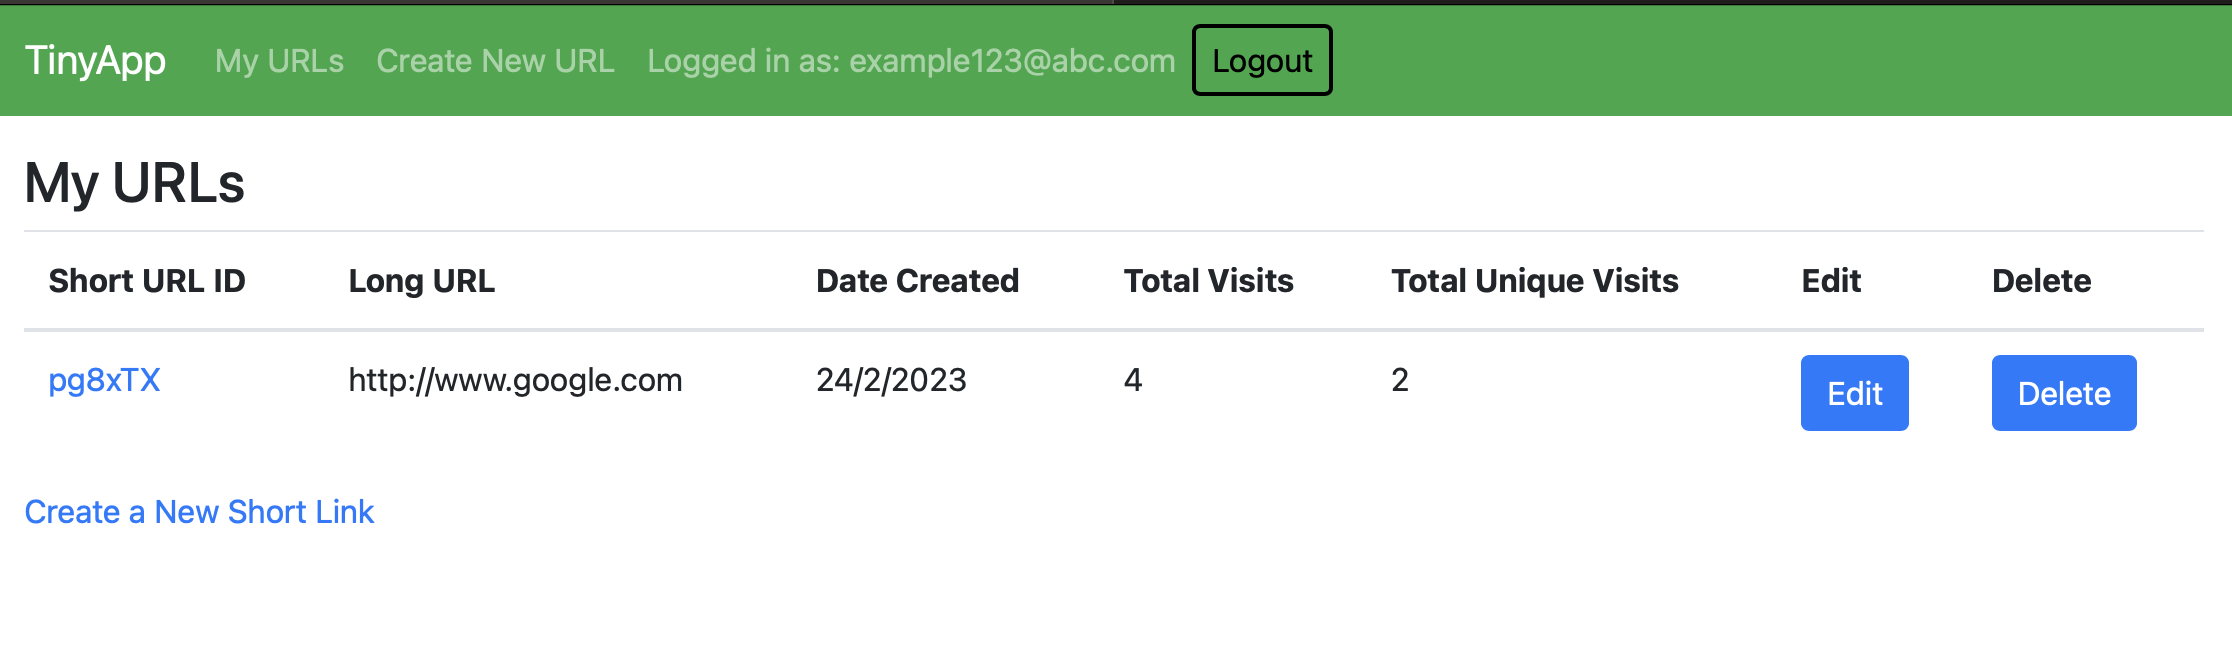 TinyApp My URLs Create New URL Logged in as: example123@abc.com Logout
My URLs
Short URL ID Long URL Date Created Total Visits Total Unique Visits Edit Delete
pg8xTX http://www.google.com 24/2/2023 4 2 Edit Delete
Create a New Short Link